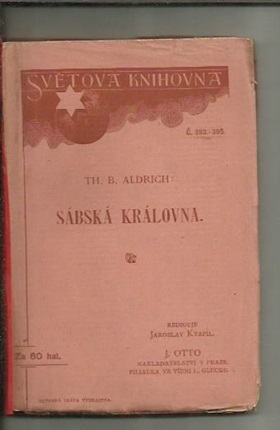 SVĚTOVÁ KNIHOVNA
Č. 393.-395.
TH. B. ALDRICH:
SÁBSKÁ KRÁLOVNA.
REDIGUJE
JAROSLAV KVAPIL.
Za 60 hal.
J. OTTO
NAKLADATELSTVÍ V PRAZE.
FILIALKA VE VÍDNI I., GLUCKG.